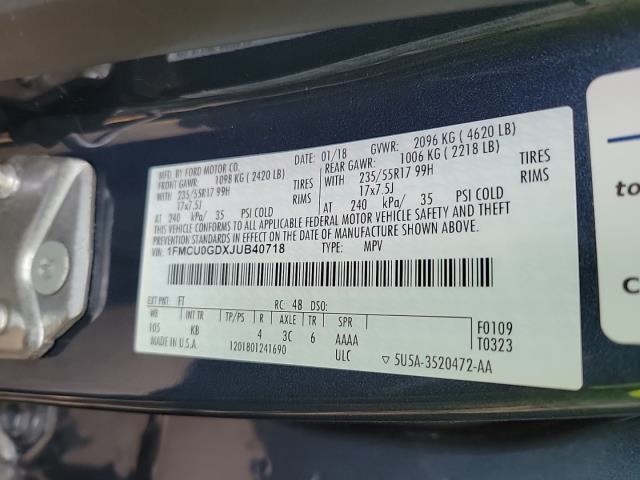 MFD. BY FORD MOTOR CO.
DATE: 01/18 GVWR: 2096 KG ( 4620 LB)
FRONT GAWR: 1098 KG ( 2420 LB)
REAR GAWR: 1006 KG ( 2218 LB)
WITH 235/55R17 99H TIRES
WITH 235/55R17 99H TIRES
17x7.5J RIMS
17x7.5J RIMS
AT 240 kPa/ 35 PSI COLD
AT 240 kPa/ 35 PSI COLD
THIS VEHICLE CONFORMS TO ALL APPLICABLE FEDERAL MOTOR VEHICLE SAFETY AND THEFT
PREVENTION STANDARDS IN EFFECT ON THE DATE OF MANUFACTURE SHOWN ABOVE.
VIN: 1FMCU0GDXJUB40718 TYPE: MPV
EXT PNT: FT RC: 48 DSO:
WB INT TR TP/PS R AXLE TR SPR
105 KB 4 3C 6 AAAA
ULC
F0109
T0323
MADE IN U.S.A. 1201801241690
5U5A-3520472-AA
to
C